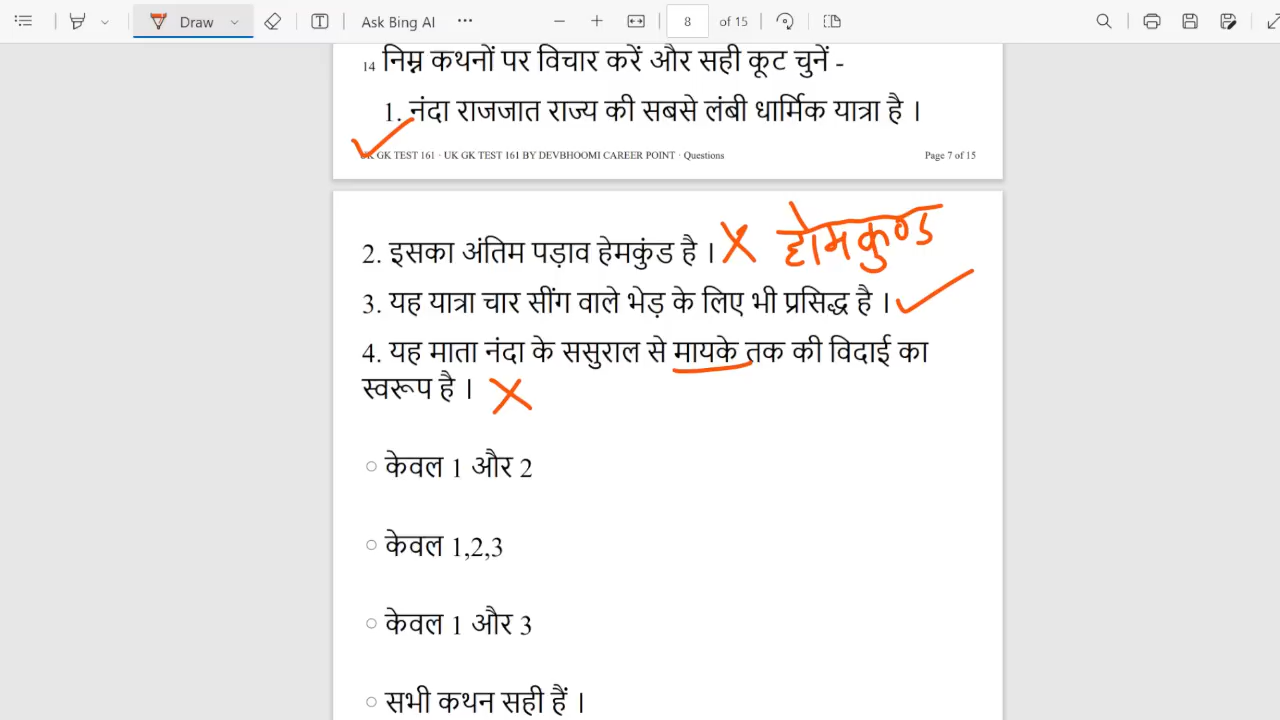 Draw
Ask Bing AI
8 of 15
14 निम्न कथनों पर विचार करें और सही कूट चुनें -
1. नंदा राजजात राज्य की सबसे लंबी धार्मिक यात्रा है ।
UK GK TEST 161 · UK GK TEST 161 BY DEVBHOOMI CAREER POINT · Questions Page 7 of 15
होमकुण्ड
2. इसका अंतिम पड़ाव हेमकुंड है ।
3. यह यात्रा चार सींग वाले भेड़ के लिए भी प्रसिद्ध है ।
4. यह माता नंदा के ससुराल से मायके तक की विदाई का
स्वरूप है ।
केवल 1 और 2
केवल 1,2,3
केवल 1 और 3
सभी कथन सही हैं ।